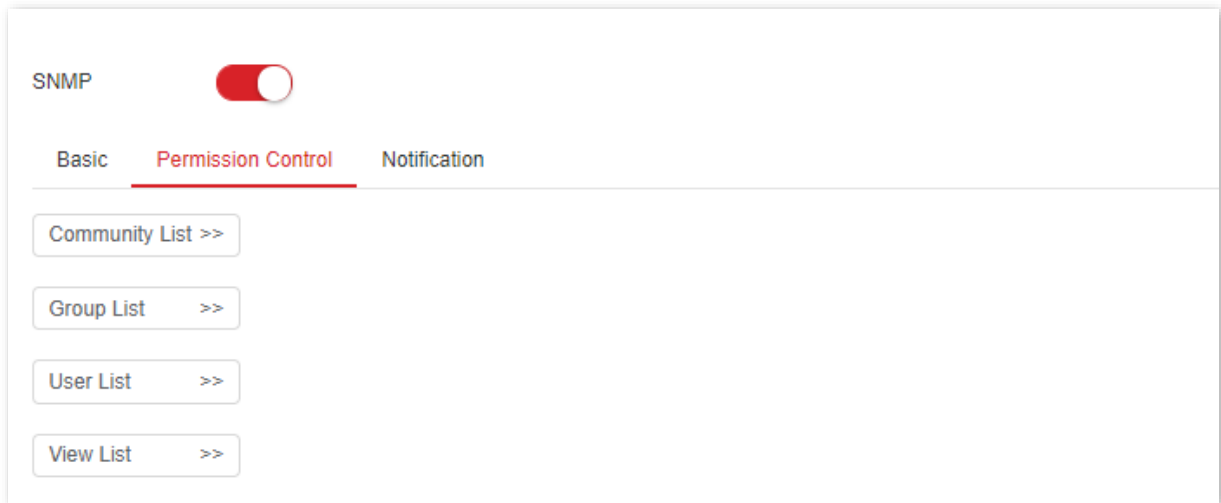 SNMP
Basic Permission Control Notification
Community List >>
Group List >>
User List >>
View List >>